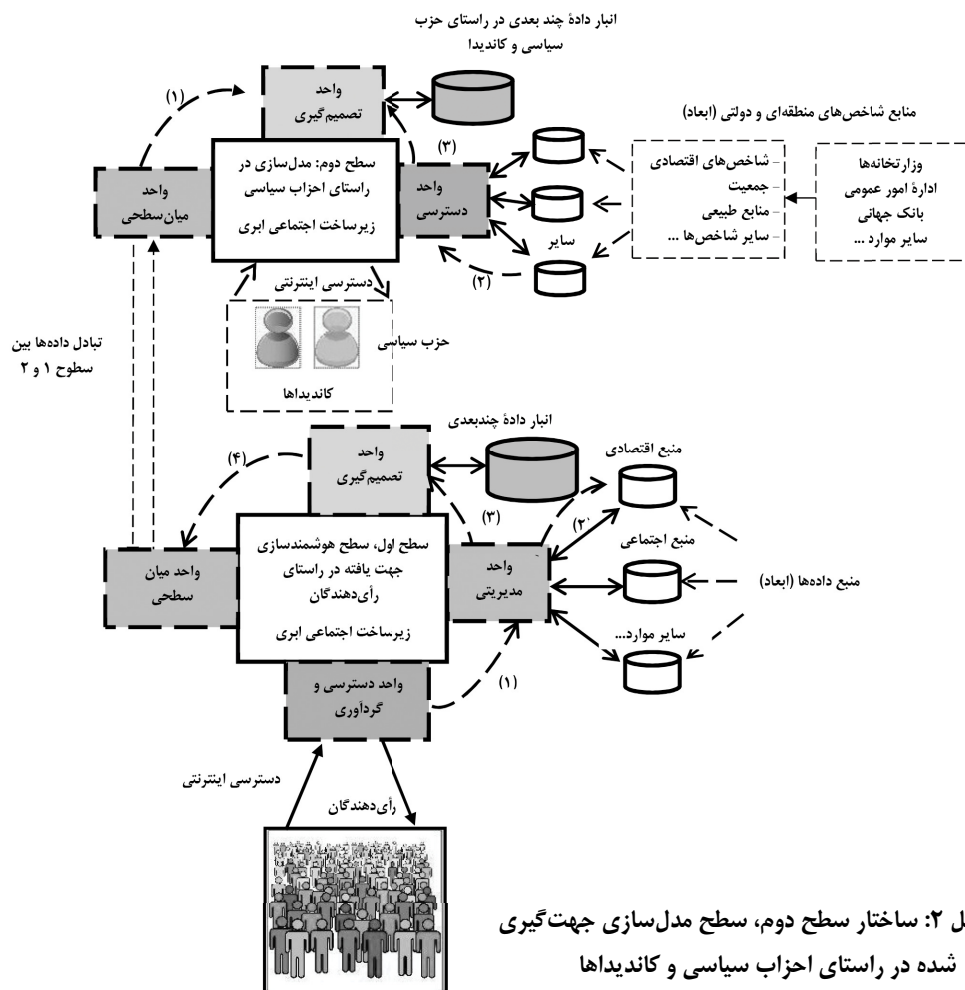 انبار دادۀ چند بعدی در راستای حزب
سیاسی و کاندیدا
واحد
تصمیم‌گیری
(۱)
(۳)
منابع شاخص‌های منطقه‌ای و دولتی (ابعاد)
سطح دوم: مدل‌سازی در
راستای احزاب سیاسی
زیرساخت اجتماعی ابری
واحد
دسترسی
واحد
میان‌سطحی
سایر
(۲)
– شاخص‌های اقتصادی
– جمعیت
– منابع طبیعی
– سایر شاخص‌ها ...
وزارتخانه‌ها
ادارۀ امور عمومی
بانک جهانی
سایر موارد ...
دسترسی اینترنتی
حزب سیاسی
کاندیداها
تبادل داده‌ها بین
سطوح ۱ و ۲
انبار دادۀ چندبعدی
واحد
تصمیم‌گیری
(۴)
(۳)
(۲)
منبع اقتصادی
منبع اجتماعی
سایر موارد...
منبع داده‌ها (ابعاد)
سطح اول، سطح هوشمندسازی
جهت یافته در راستای
رأی‌دهندگان
زیرساخت اجتماعی ابری
واحد
مدیریتی
واحد میان
سطحی
واحد دسترسی و
گردآوری
(۱)
دسترسی اینترنتی
رأی‌دهندگان
ل ۲: ساختار سطح دوم، سطح مدل‌سازی جهت‌گیری
شده در راستای احزاب سیاسی و کاندیداها